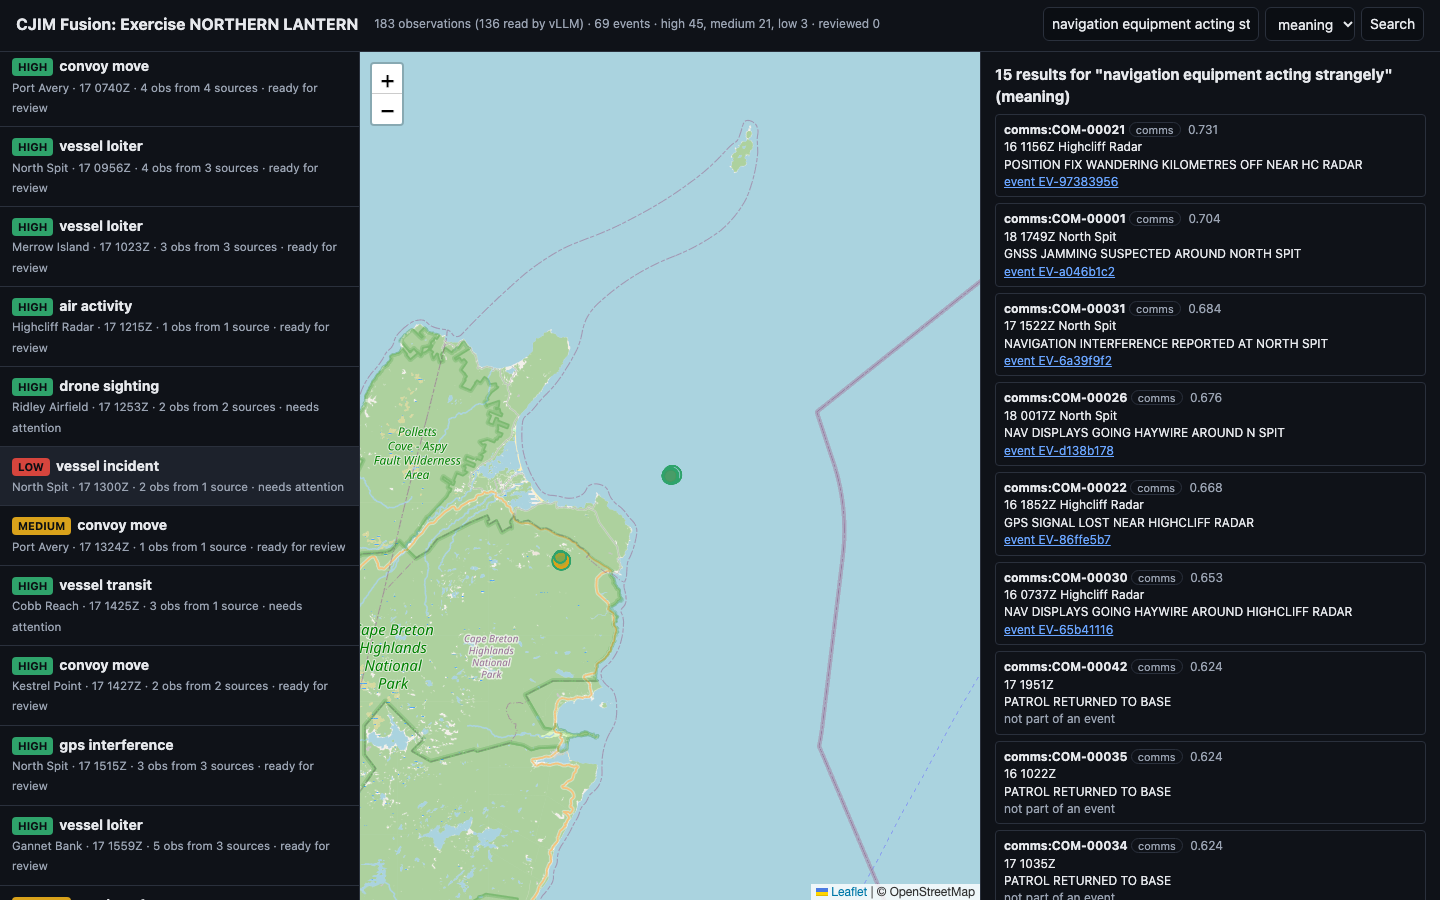 CJIM Fusion: Exercise NORTHERN LANTERN
183 observations (136 read by vLLM) · 69 events · high 45, medium 21, low 3 · reviewed 0
navigation equipment acting st
meaning
Search
HIGH convoy move
Port Avery · 17 0740Z · 4 obs from 4 sources · ready for
review
HIGH vessel loiter
North Spit · 17 0956Z · 4 obs from 3 sources · ready for
review
HIGH vessel loiter
Merrow Island · 17 1023Z · 3 obs from 3 sources · ready for
review
HIGH air activity
Highcliff Radar · 17 1215Z · 1 obs from 1 source · ready for
review
HIGH drone sighting
Ridley Airfield · 17 1253Z · 2 obs from 2 sources · needs
attention
LOW vessel incident
North Spit · 17 1300Z · 2 obs from 1 source · needs attention
MEDIUM convoy move
Port Avery · 17 1324Z · 1 obs from 1 source · ready for review
HIGH vessel transit
Cobb Reach · 17 1425Z · 3 obs from 1 source · needs
attention
HIGH convoy move
Kestrel Point · 17 1427Z · 2 obs from 2 sources · ready for
review
HIGH gps interference
North Spit · 17 1515Z · 3 obs from 3 sources · ready for
review
HIGH vessel loiter
Gannet Bank · 17 1559Z · 5 obs from 3 sources · ready for
review
+
−
Polletts
Cove - Aspy
Fault Wilderness
Area
Cape Breton
Highlands
National
Park
Cape Breton
Highlands
National
Park
Leaflet | © OpenStreetMap
15 results for "navigation equipment acting strangely"
(meaning)
comms:COM-00021 comms 0.731
16 1156Z Highcliff Radar
POSITION FIX WANDERING KILOMETRES OFF NEAR HC RADAR
event EV-97383956
comms:COM-00001 comms 0.704
18 1749Z North Spit
GNSS JAMMING SUSPECTED AROUND NORTH SPIT
event EV-a046b1c2
comms:COM-00031 comms 0.684
17 1522Z North Spit
NAVIGATION INTERFERENCE REPORTED AT NORTH SPIT
event EV-6a39f9f2
comms:COM-00026 comms 0.676
18 0017Z North Spit
NAV DISPLAYS GOING HAYWIRE AROUND N SPIT
event EV-d138b178
comms:COM-00022 comms 0.668
16 1852Z Highcliff Radar
GPS SIGNAL LOST NEAR HIGHCLIFF RADAR
event EV-86ffe5b7
comms:COM-00030 comms 0.653
16 0737Z Highcliff Radar
NAV DISPLAYS GOING HAYWIRE AROUND HIGHCLIFF RADAR
event EV-65b41116
comms:COM-00042 comms 0.624
17 1951Z
PATROL RETURNED TO BASE
not part of an event
comms:COM-00035 comms 0.624
16 1022Z
PATROL RETURNED TO BASE
not part of an event
comms:COM-00034 comms 0.624
17 1035Z
PATROL RETURNED TO BASE
not part of an event